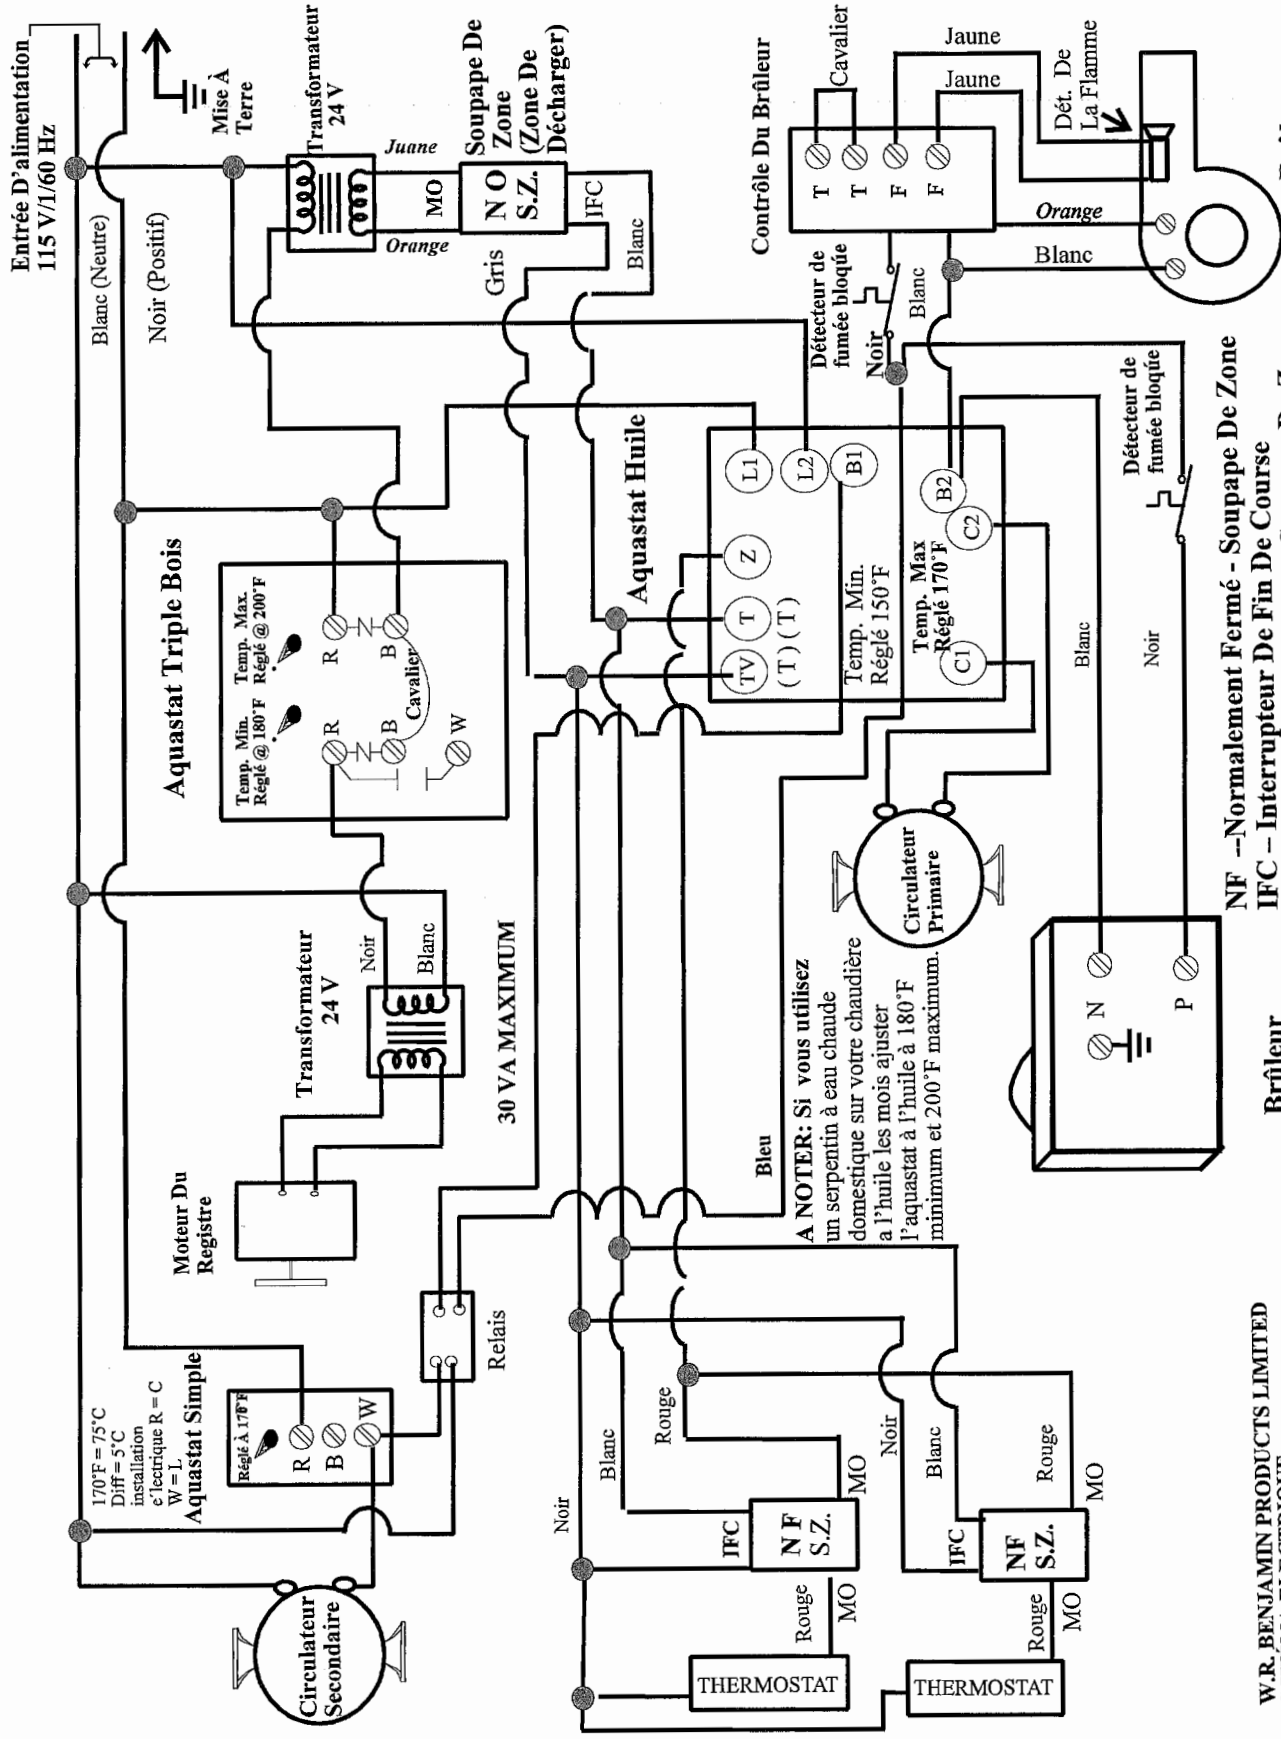 Entrée D'alimentation
115 V/1/60 Hz
Blanc (Neutre)
Noir (Positif)
Mise À
Terre
Transformateur
24 V
Juane
Orange
MO
N O
S.Z.
IFC
Soupape De
Zone
(Zone De
Décharger)
Gris
Blanc
Contrôle Du Brûleur
T
T
F
F
Cavalier
Jaune
Jaune
Dét. De
La Flamme
Orange
Blanc
Détecteur de
fumée bloquée
Noir
Blanc
Aquastat Triple Bois
Temp. Min.
Réglé @ 180°F
Temp. Max.
Réglé @ 200°F
R
B
R
B
N
N
Cavalier
W
Aquastat Huile
L1
L2
B1
Z
T
TV
(T) (T)
B2
C2
C1
Temp. Min.
Réglé 150°F
Temp. Max
Réglé 170°F
Détecteur de
fumée bloqúe
Blanc
Noir
Transformateur
24 V
Noir
Blanc
30 VA MAXIMUM
Moteur Du
Registre
Relais
170°F = 75°C
Diff = 5°C
installation
e'lectrique R = C
W = L
Aquastat Simple
Réglé À 170°F
R
B
W
Circulateur
Secondaire
Circulateur
Primaire
Bleu
A NOTER: Si vous utilisez
un serpentin à eau chaude
domestique sur votre chaudière
a l'huile les mois ajuster
l'aquastat à l'huile à 180°F
minimum et 200°F maximum.
N
P
Noir
Blanc
Rouge
IFC
N F
S.Z.
MO
Rouge
MO
THERMOSTAT
Noir
Blanc
Rouge
IFC
NF
S.Z.
MO
Rouge
MO
THERMOSTAT
NF --Normalement Fermé - Soupape De Zone
IFC – Interrupteur De Fin De Course
Brûleur
W.R. BENJAMIN PRODUCTS LIMITED